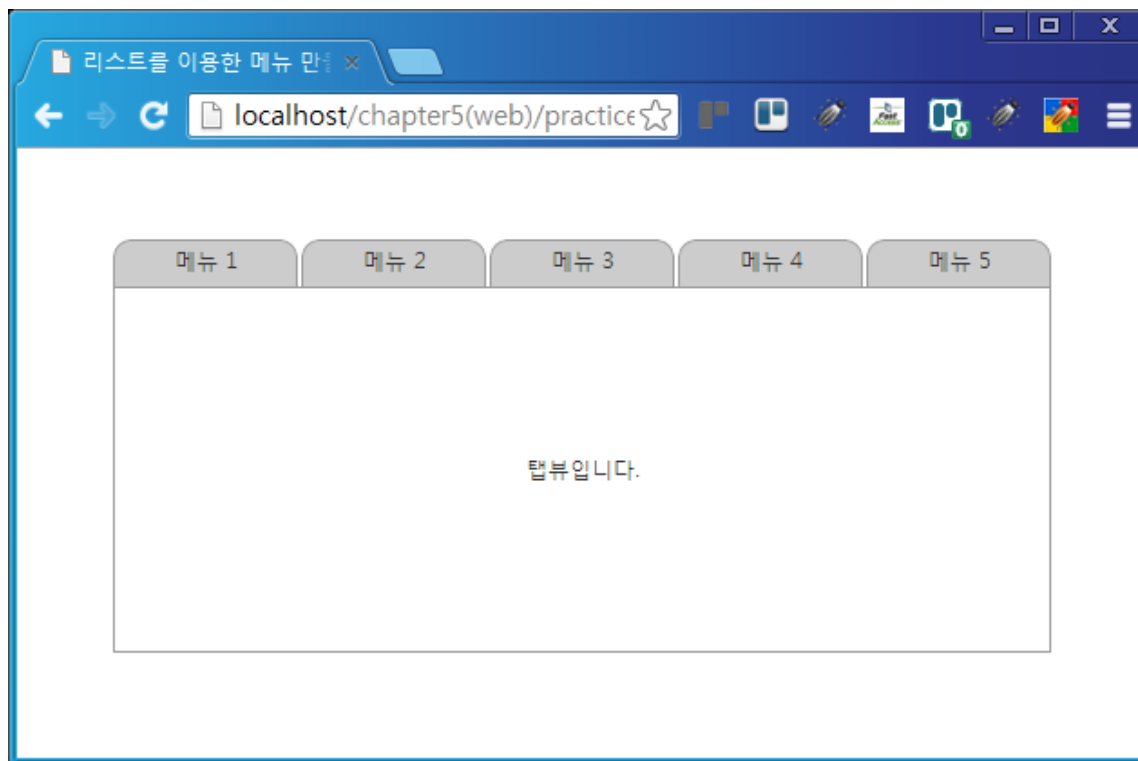 리스트를 이용한 메뉴 만
localhost/chapter5(web)/practice
0
메뉴 1
메뉴 2
메뉴 3
메뉴 4
메뉴 5
탭뷰입니다.